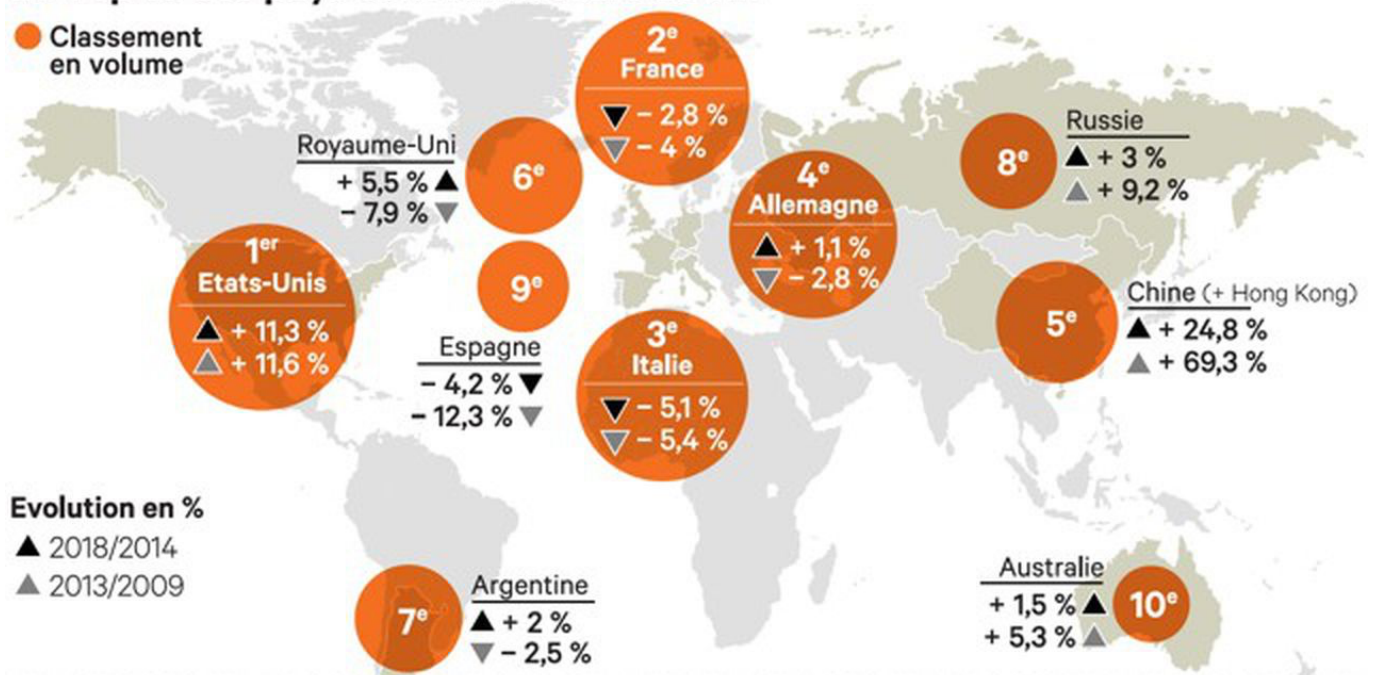 Classement
en volume
2e
France
▼ – 2,8 %
▼ – 4 %
Royaume-Uni
+ 5,5 % ▲
– 7,9 % ▼
6e
4e
Allemagne
▲ + 1,1 %
▼ – 2,8 %
8e
Russie
▲ + 3 %
▲ + 9,2 %
1er
Etats-Unis
▲ + 11,3 %
▲ + 11,6 %
9e
Espagne
– 4,2 % ▼
– 12,3 % ▼
3e
Italie
▼ – 5,1 %
▼ – 5,4 %
5e
Chine (+ Hong Kong)
▲ + 24,8 %
▲ + 69,3 %
Evolution en %
▲ 2018/2014
▲ 2013/2009
7e
Argentine
▲ + 2 %
▼ – 2,5 %
Australie
+ 1,5 % ▲
+ 5,3 % ▲
10e